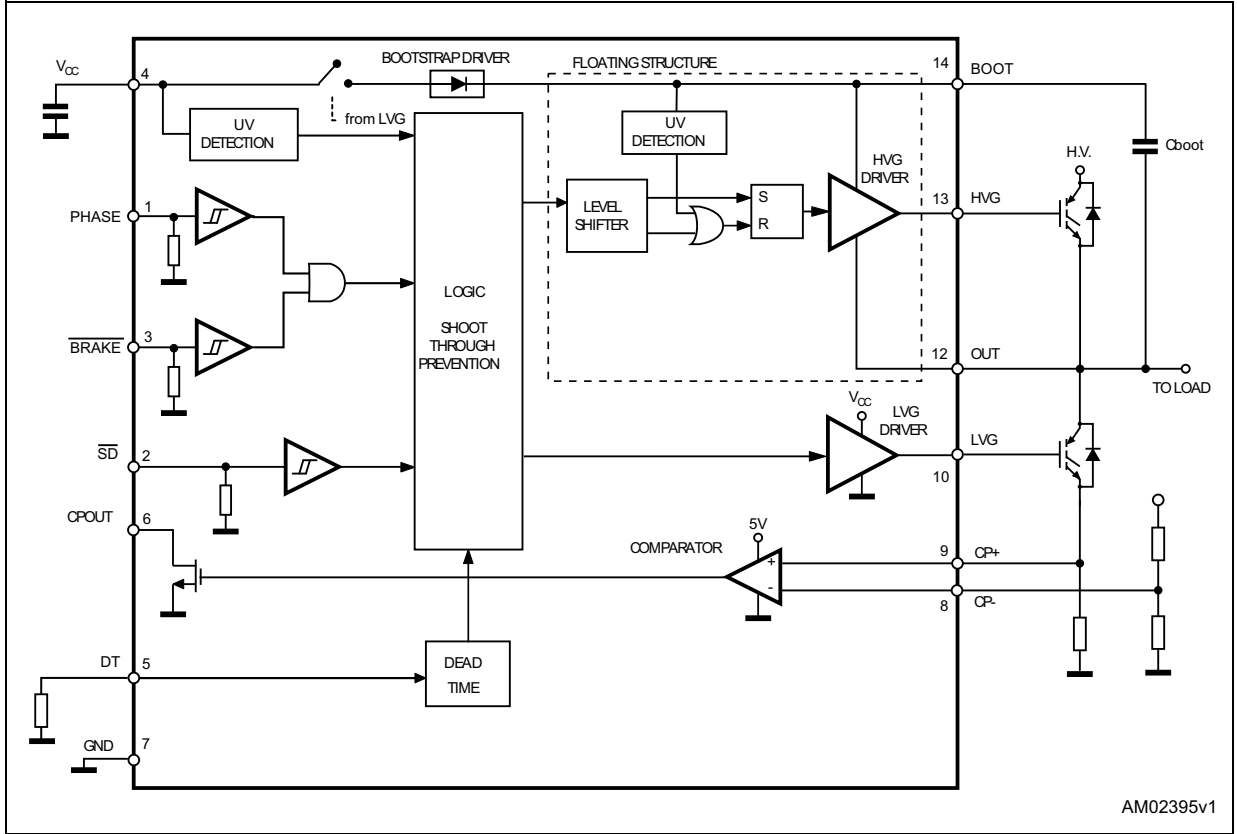 BOOTSTRAP DRIVER
FLOATING STRUCTURE
VCC
4
14
BOOT
from LVG
UV
DETECTION
UV
DETECTION
Cboot
H.V.
PHASE
1
HVG
DRIVER
LEVEL
SHIFTER
S
R
13
HVG
LOGIC
SHOOT
THROUGH
PREVENTION
BRAKE
3
12
OUT
TO LOAD
VCC
LVG
DRIVER
LVG
SD
2
10
CPOUT
6
5V
COMPARATOR
+
-
9
CP+
8
CP-
DT
5
DEAD
TIME
GND
7
AM02395v1